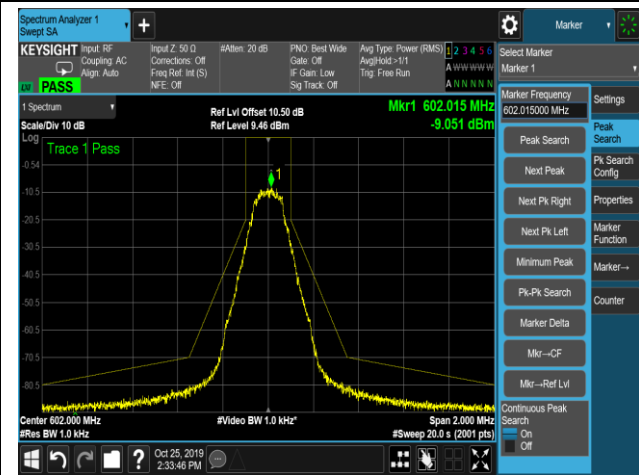 Spectrum Analyzer 1
Swept SA
Marker
KEYSIGHT
Input: RF
Coupling: AC
Align: Auto
Input Z: 50 Ω
Corrections: Off
Freq Ref: Int (S)
NFE: Off
#Atten: 20 dB
PNO: Best Wide
Gate: Off
IF Gain: Low
Sig Track: Off
Avg Type: Power (RMS)
Avg|Hold:>1/1
Trig: Free Run
1 2 3 4 5 6
A W W W W W
A N N N N N
PASS
Select Marker
Marker 1
1 Spectrum
Scale/Div 10 dB
Log
Ref Lvl Offset 10.50 dB
Ref Level 9.46 dBm
Mkr1 602.015 MHz
-9.051 dBm
Trace 1 Pass
1
-0.54
-10.5
-20.5
-30.5
-40.5
-50.5
-60.5
-70.5
-80.5
Center 602.000 MHz
#Res BW 1.0 kHz
#Video BW 1.0 kHz*
Span 2.000 MHz
#Sweep 20.0 s (2001 pts)
Marker Frequency
602.015000 MHz
Peak Search
Next Peak
Next Pk Right
Next Pk Left
Minimum Peak
Pk-Pk Search
Marker Delta
Mkr→CF
Mkr→Ref Lvl
Continuous Peak
Search
On
Off
Settings
Peak
Search
Pk Search
Config
Properties
Marker
Function
Marker→
Counter
Oct 25, 2019
2:33:46 PM